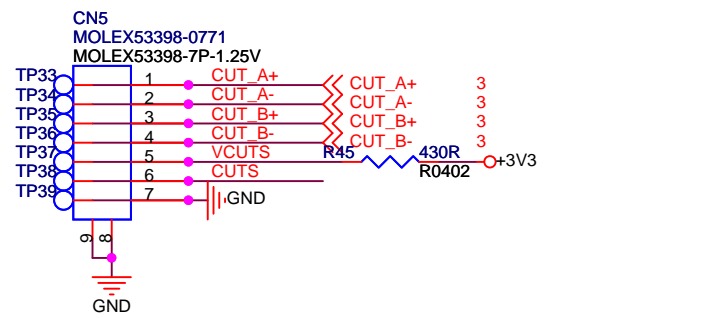 CN5
MOLEX53398-0771
MOLEX53398-7P-1.25V
TP33 1 CUT_A+ CUT_A+ 3
TP34 2 CUT_A- CUT_A- 3
TP35 3 CUT_B+ CUT_B+ 3
TP36 4 CUT_B- CUT_B- 3
TP37 5 VCUTS R45 430R +3V3
TP38 6 CUTS R0402
TP39 7 GND
9 8
GND